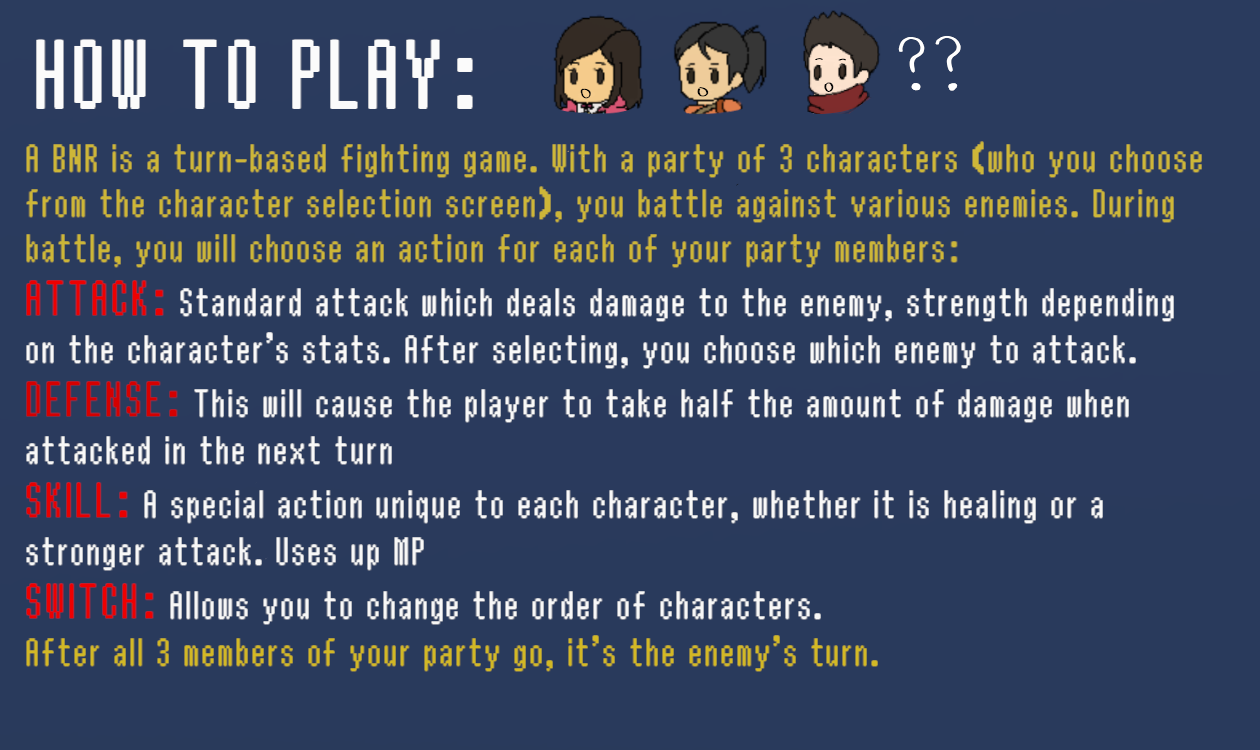 HOW TO PLAY: ??
A BNR is a turn-based fighting game. With a party of 3 characters (who you choose
from the character selection screen), you battle against various enemies. During
battle, you will choose an action for each of your party members:
ATTACK: Standard attack which deals damage to the enemy, strength depending
on the character's stats. After selecting, you choose which enemy to attack.
DEFENSE: This will cause the player to take half the amount of damage when
attacked in the next turn
SKILL: A special action unique to each character, whether it is healing or a
stronger attack. Uses up MP
SWITCH: Allows you to change the order of characters.
After all 3 members of your party go, it's the enemy's turn.